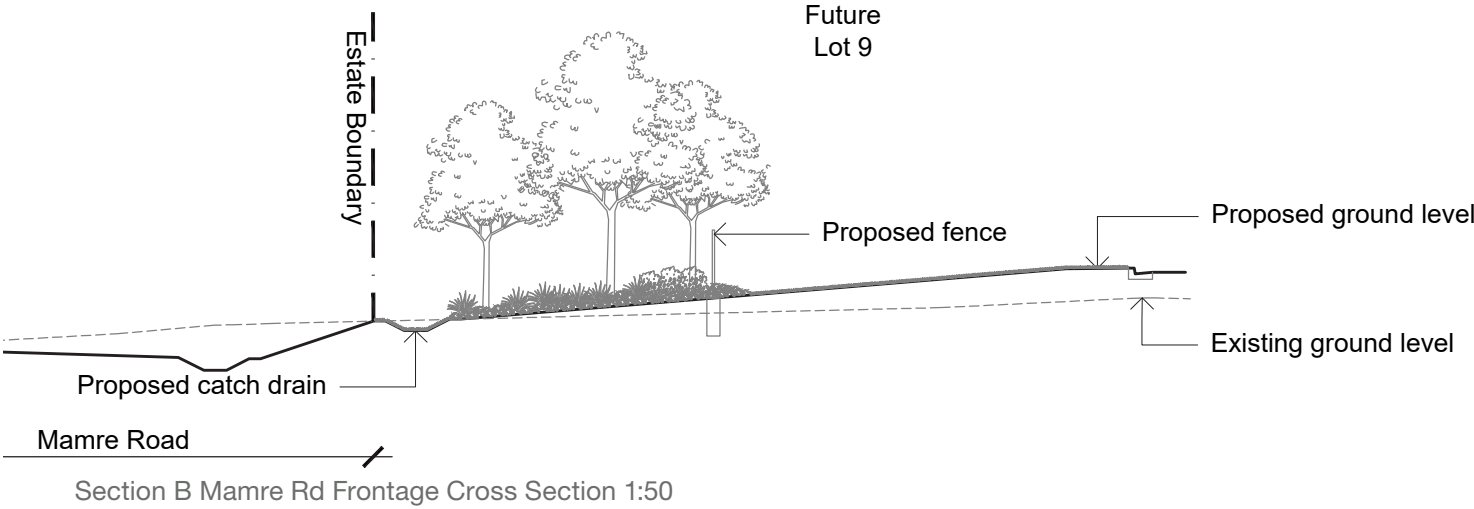 Future
Lot 9
Estate Boundary
Proposed ground level
Proposed fence
Existing ground level
Proposed catch drain
Mamre Road
Section B Mamre Rd Frontage Cross Section 1:50